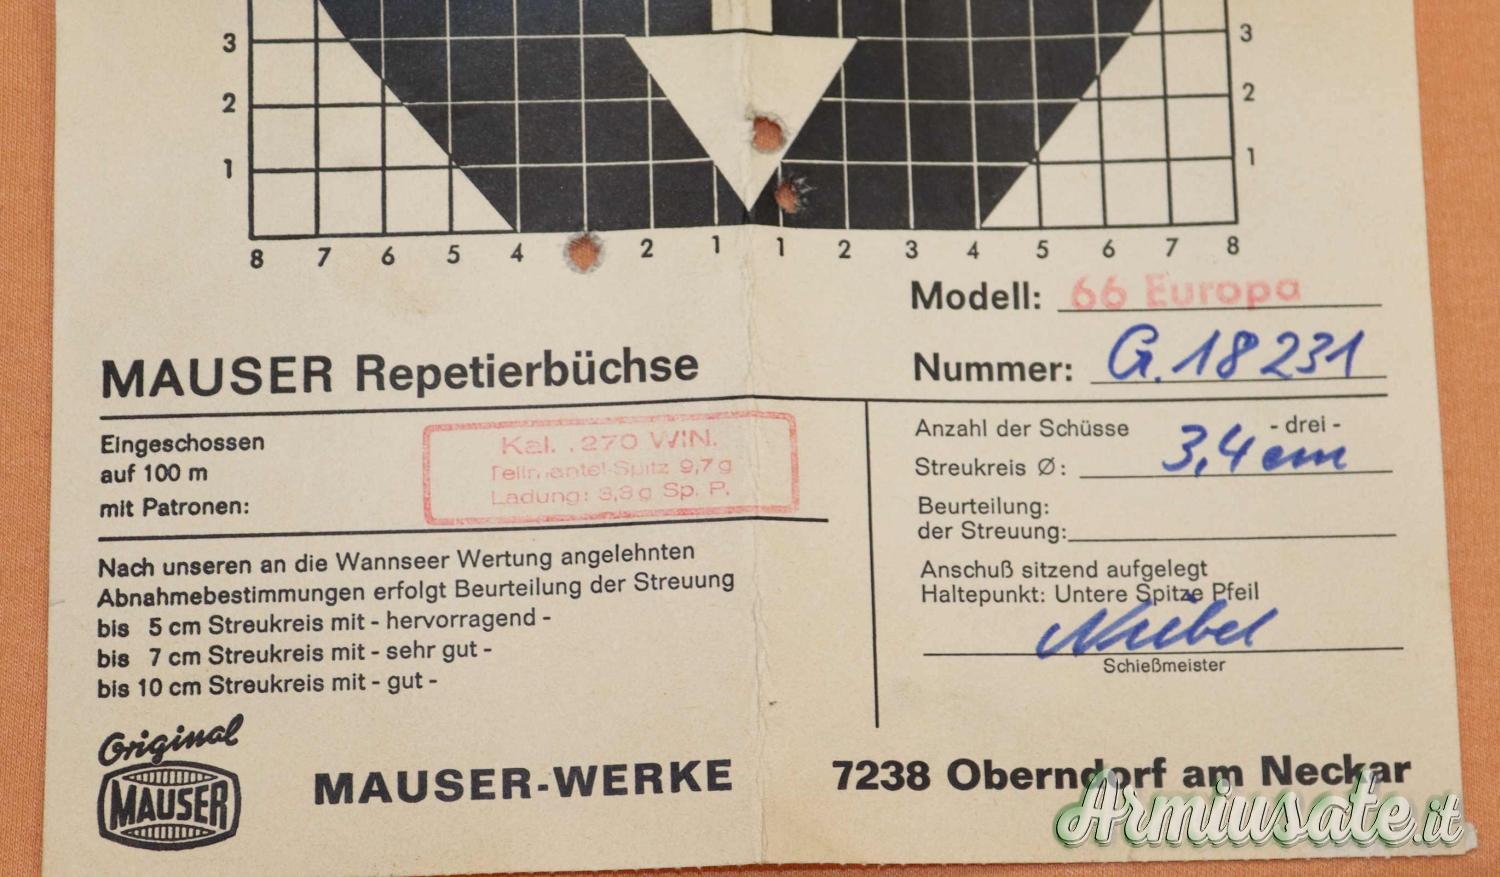 3 3
2 2
1 1
8 7 6 5 4 2 1 1 2 3 4 5 6 7 8
Modell: 66 Europa
MAUSER Repetierbüchse
Nummer: G. 18231
Eingeschossen
auf 100 m
mit Patronen:
Kal. .270 WIN.
Teilmantel-Spitz 9,7 g
Ladung: 3,3 g Sp. P.
Anzahl der Schüsse - drei -
Streukreis Ø: 3,4 cm
Beurteilung:
der Streuung:
Anschuß sitzend aufgelegt
Haltepunkt: Untere Spitze Pfeil
Schießmeister
Nach unseren an die Wannseer Wertung angelehnten
Abnahmebestimmungen erfolgt Beurteilung der Streuung
bis 5 cm Streukreis mit - hervorragend -
bis 7 cm Streukreis mit - sehr gut -
bis 10 cm Streukreis mit - gut -
Original
MAUSER
MAUSER-WERKE
7238 Oberndorf am Neckar
Armiusate.it